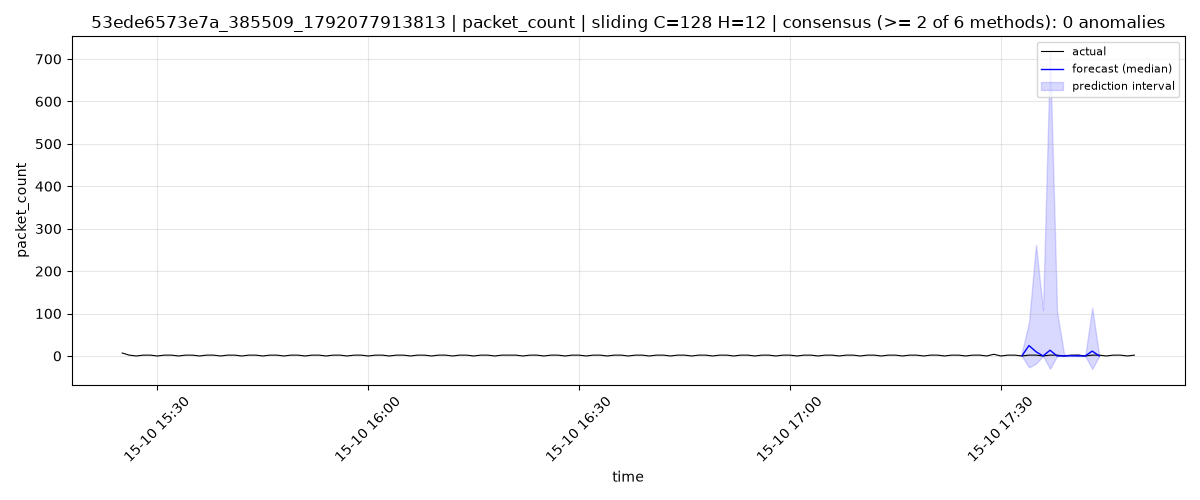 53ede6573e7a_385509_1792077913813 | packet_count | sliding C=128 H=12 | consensus (>= 2 of 6 methods): 0 anomalies
actual
forecast (median)
prediction interval
packet_count
700
600
500
400
300
200
100
0
15-10 15:30
15-10 16:00
15-10 16:30
15-10 17:00
15-10 17:30
time